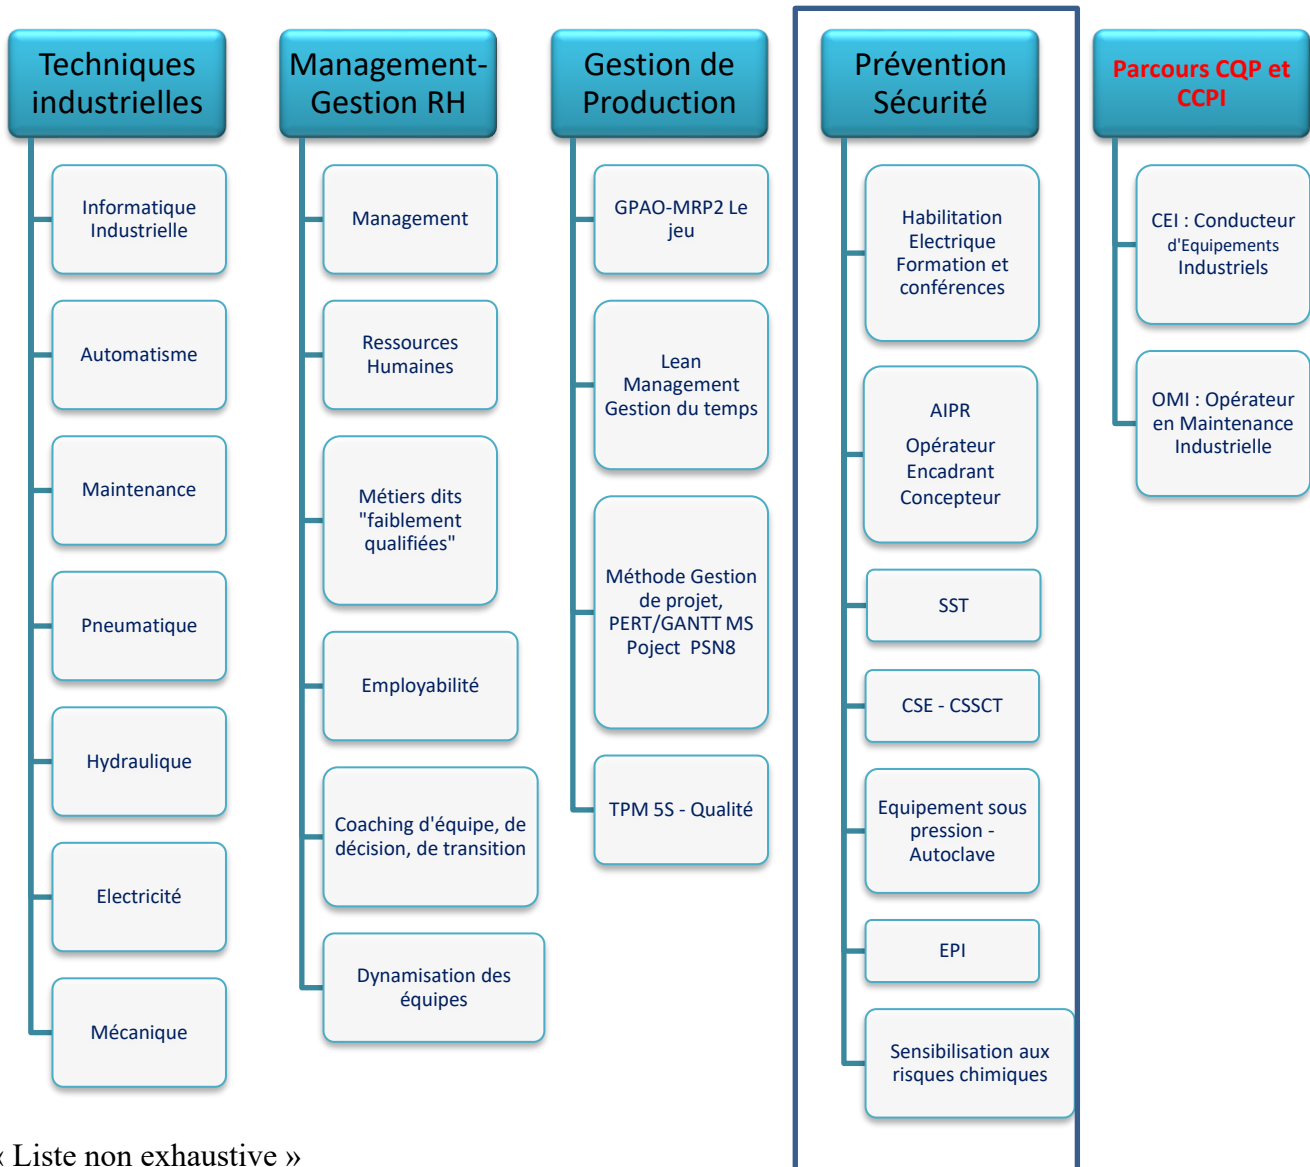 Techniques
industrielles
Informatique
Industrielle
Automatisme
Maintenance
Pneumatique
Hydraulique
Electricité
Mécanique
Management-
Gestion RH
Management
Ressources
Humaines
Métiers dits
"faiblement
qualifiées"
Employabilité
Coaching d'équipe, de
décision, de transition
Dynamisation des
équipes
Gestion de
Production
GPAO-MRP2 Le
jeu
Lean
Management
Gestion du temps
Méthode Gestion
de projet,
PERT/GANTT MS
Poject PSN8
TPM 5S - Qualité
Prévention
Sécurité
Habilitation
Electrique
Formation et
conférences
AIPR
Opérateur
Encadrant
Concepteur
SST
CSE - CSSCT
Equipement sous
pression -
Autoclave
EPI
Sensibilisation aux
risques chimiques
Parcours CQP et
CCPI
CEI : Conducteur
d'Equipements
Industriels
OMI : Opérateur
en Maintenance
Industrielle
« Liste non exhaustive »